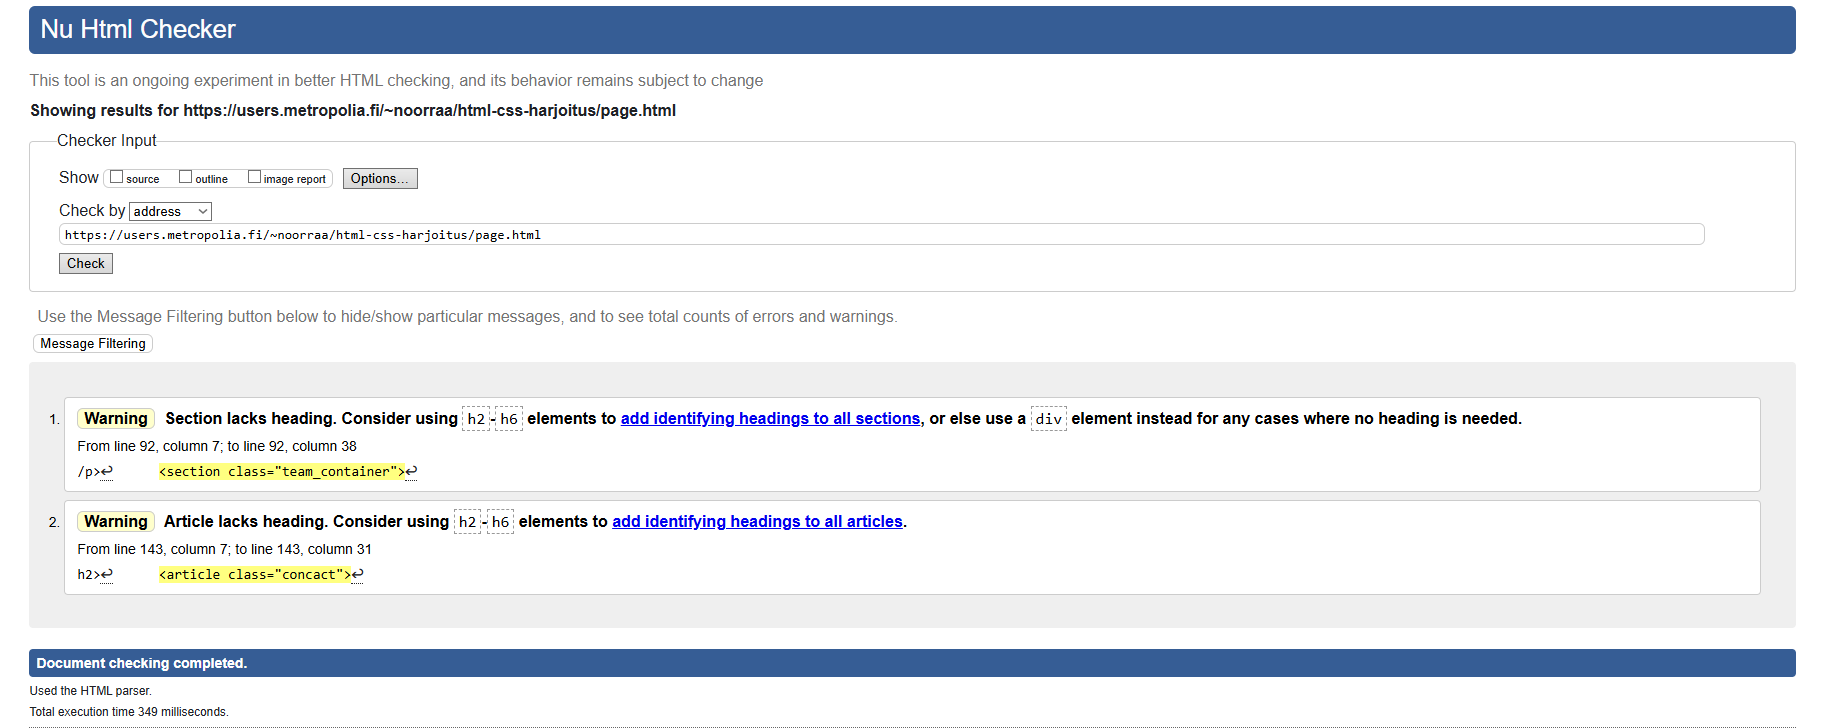 Nu Html Checker
This tool is an ongoing experiment in better HTML checking, and its behavior remains subject to change
Showing results for https://users.metropolia.fi/~noorraa/html-css-harjoitus/page.html
Checker Input
Show source outline image report Options...
Check by address
https://users.metropolia.fi/~noorraa/html-css-harjoitus/page.html
Check
Use the Message Filtering button below to hide/show particular messages, and to see total counts of errors and warnings.
Message Filtering
1. Warning Section lacks heading. Consider using h2-h6 elements to add identifying headings to all sections, or else use a div element instead for any cases where no heading is needed.
From line 92, column 7; to line 92, column 38
/p>↩ <section class="team_container">↩
2. Warning Article lacks heading. Consider using h2-h6 elements to add identifying headings to all articles.
From line 143, column 7; to line 143, column 31
h2>↩ <article class="concact">↩
Document checking completed.
Used the HTML parser.
Total execution time 349 milliseconds.